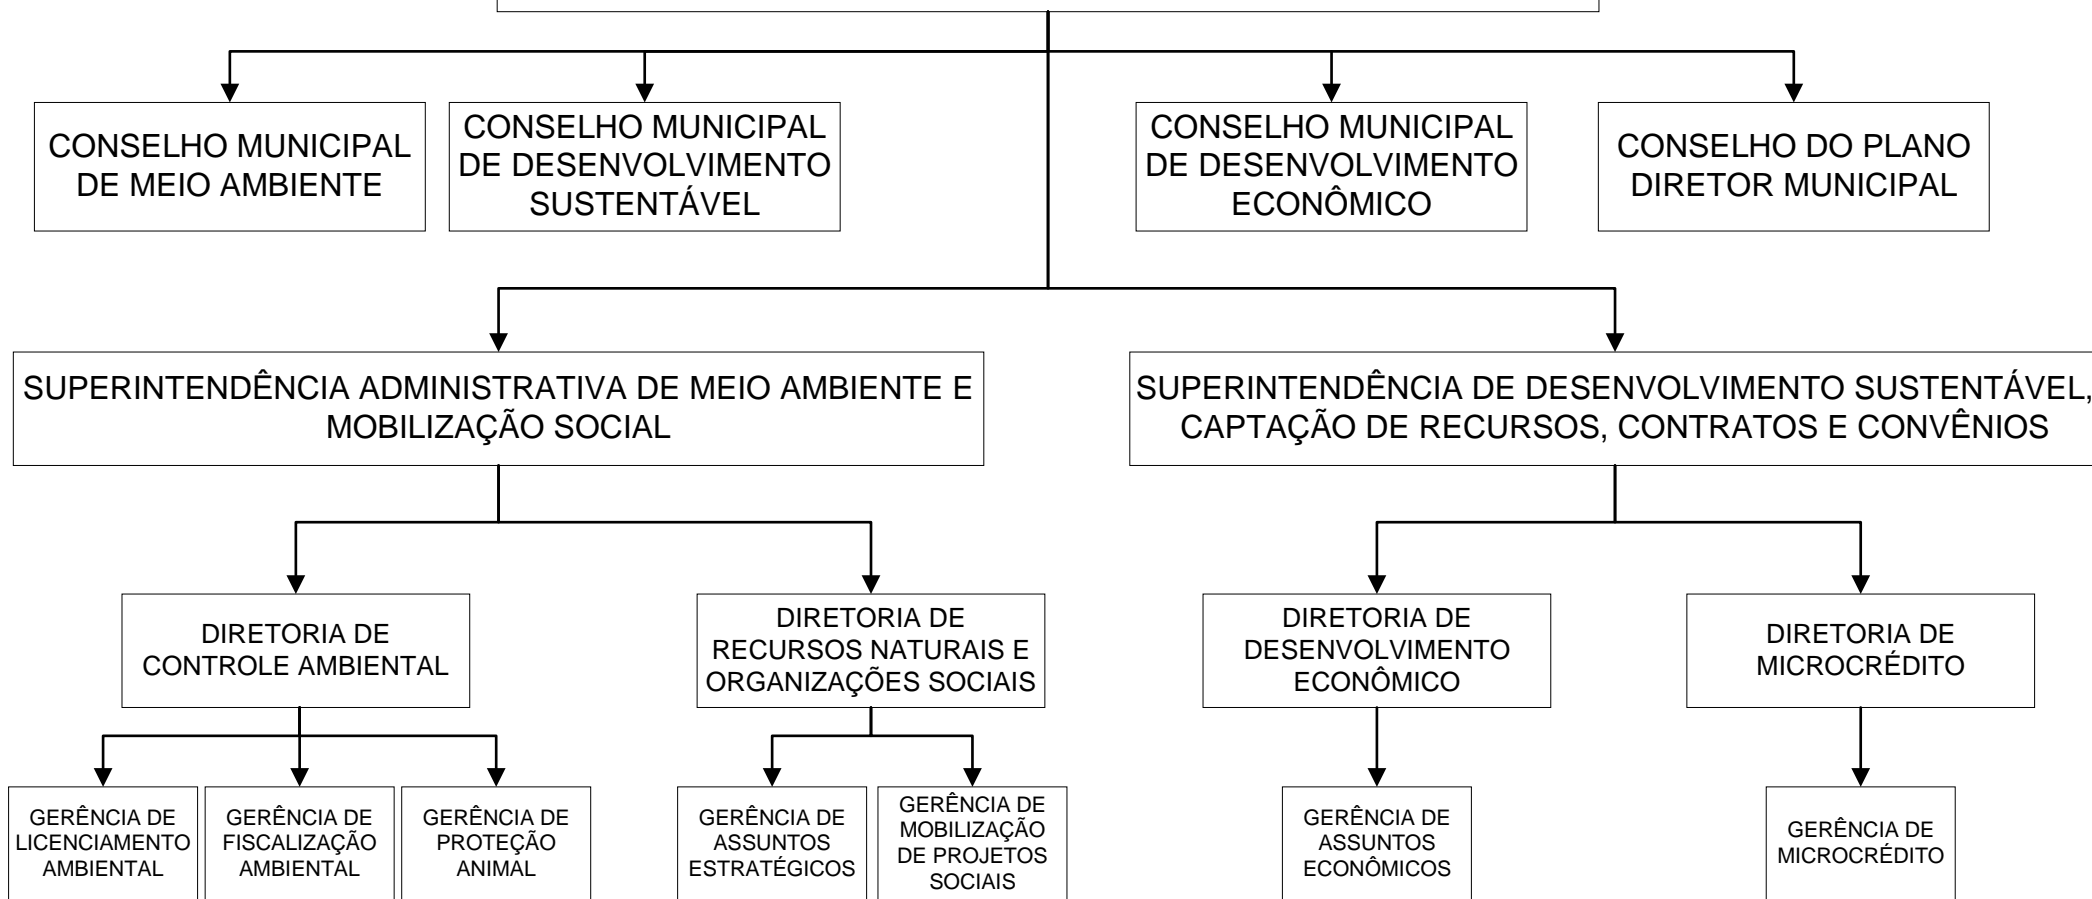 CONSELHO MUNICIPAL
DE MEIO AMBIENTE
CONSELHO MUNICIPAL
DE DESENVOLVIMENTO
SUSTENTÁVEL
CONSELHO MUNICIPAL
DE DESENVOLVIMENTO
ECONÔMICO
CONSELHO DO PLANO
DIRETOR MUNICIPAL
SUPERINTENDÊNCIA ADMINISTRATIVA DE MEIO AMBIENTE E
MOBILIZAÇÃO SOCIAL
SUPERINTENDÊNCIA DE DESENVOLVIMENTO SUSTENTÁVEL,
CAPTAÇÃO DE RECURSOS, CONTRATOS E CONVÊNIOS
DIRETORIA DE
CONTROLE AMBIENTAL
DIRETORIA DE
RECURSOS NATURAIS E
ORGANIZAÇÕES SOCIAIS
DIRETORIA DE
DESENVOLVIMENTO
ECONÔMICO
DIRETORIA DE
MICROCRÉDITO
GERÊNCIA DE
LICENCIAMENTO
AMBIENTAL
GERÊNCIA DE
FISCALIZAÇÃO
AMBIENTAL
GERÊNCIA DE
PROTEÇÃO
ANIMAL
GERÊNCIA DE
ASSUNTOS
ESTRATÉGICOS
GERÊNCIA DE
MOBILIZAÇÃO
DE PROJETOS
SOCIAIS
GERÊNCIA DE
ASSUNTOS
ECONÔMICOS
GERÊNCIA DE
MICROCRÉDITO